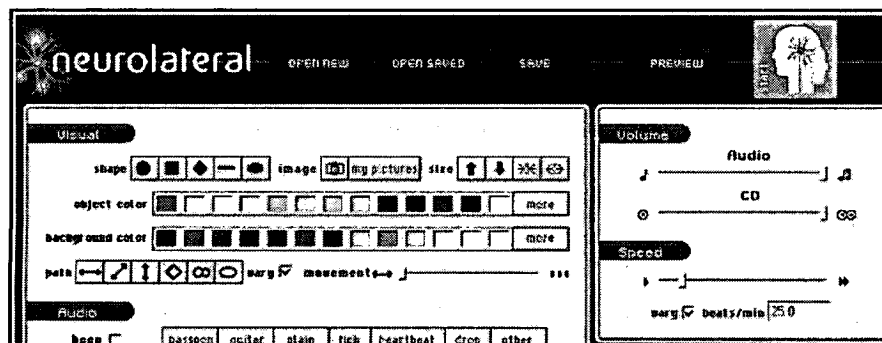 neurolateral OPEN NEW OPEN SAVED SAVE PREVIEW
Visual
shape image my pictures size
object color more
background color more
path vary movement
Audio
beep bassoon guitar plain tick heartbeat drop other
Volume
Audio
CD
Speed
vary beats/min 25.0